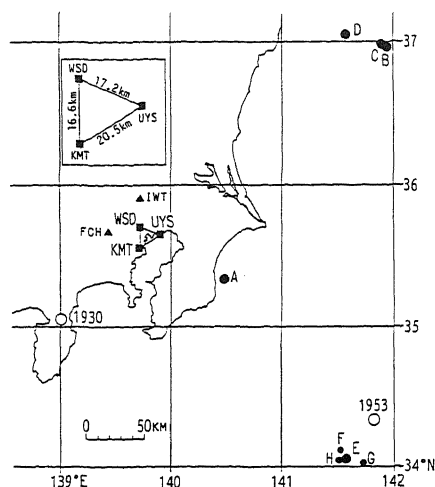 D
37
C B
WSD
17.2km
16.6km
UYS
20.5km
KMT
36
IWT
WSD UYS
FCH
KMT
A
35
1930
1953
0 50KM
F
H E G
34°N
139°E 140 141 142